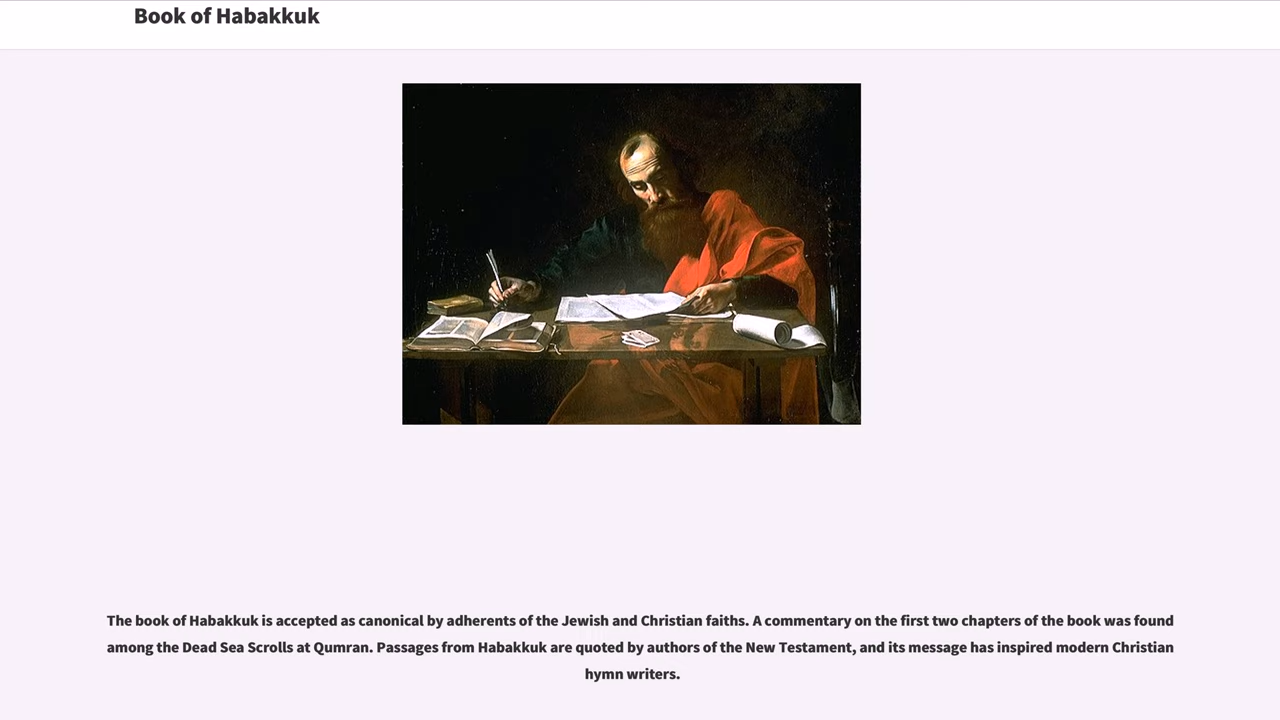 Book of Habakkuk
The book of Habakkuk is accepted as canonical by adherents of the Jewish and Christian faiths. A commentary on the first two chapters of the book was found
among the Dead Sea Scrolls at Qumran. Passages from Habakkuk are quoted by authors of the New Testament, and its message has inspired modern Christian
hymn writers.